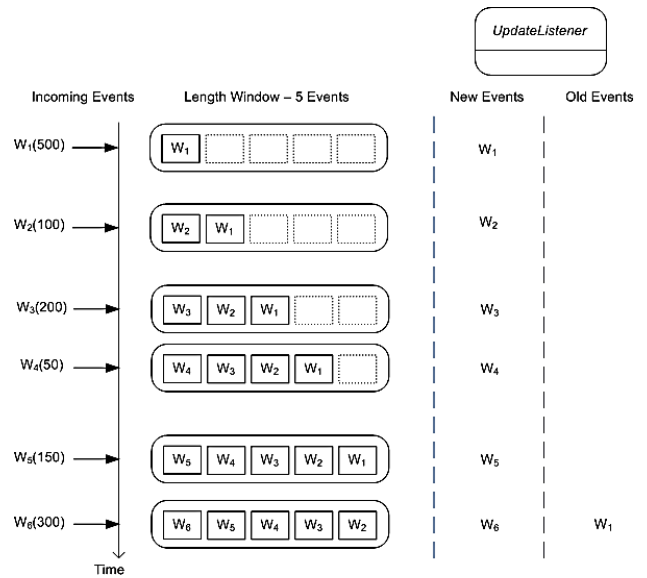 UpdateListener
Incoming Events Length Window – 5 Events New Events Old Events
W₁(500) W₁ W₁
W₂(100) W₂ W₁ W₂
W₃(200) W₃ W₂ W₁ W₃
W₄(50) W₄ W₃ W₂ W₁ W₄
W₅(150) W₅ W₄ W₃ W₂ W₁ W₅
W₆(300) W₆ W₅ W₄ W₃ W₂ W₆ W₁
Time